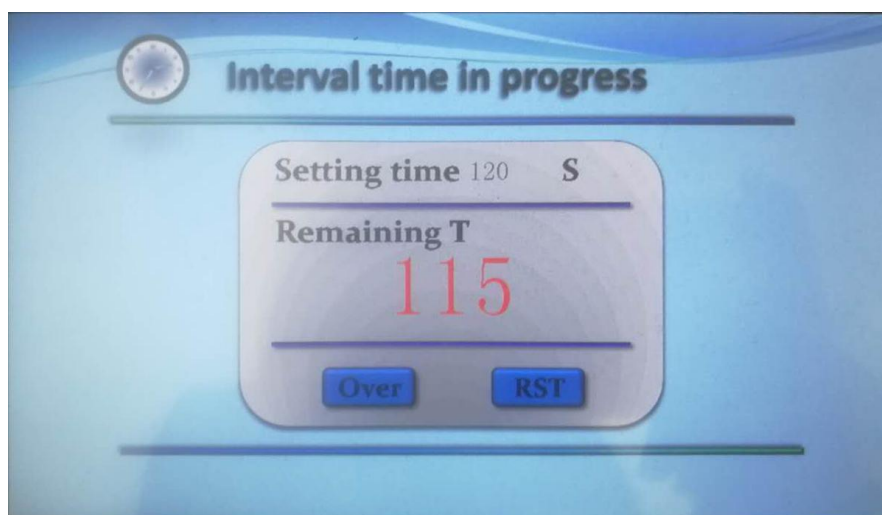 Interval time in progress
Setting time 120 S
Remaining T
115
Over RST